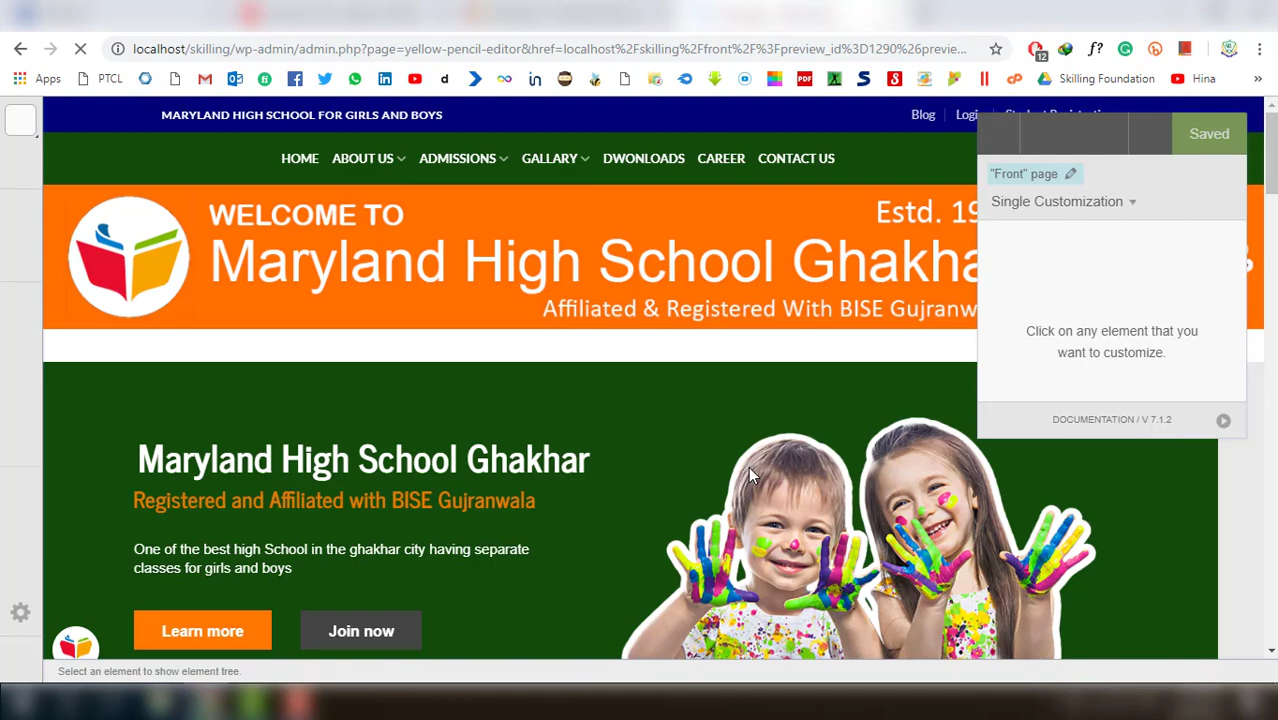 localhost/skilling/wp-admin/admin.php?page=yellow-pencil-editor&href=localhost%2Fskilling%2Ffront%2F%3Fpreview_id%3D1290%26previe...
12
Apps PTCL Skilling Foundation Hina »
MARYLAND HIGH SCHOOL FOR GIRLS AND BOYS
Blog
Saved
HOME ABOUT US ADMISSIONS GALLARY DWONLOADS CAREER CONTACT US
"Front" page
Single Customization
WELCOME TO
Estd.
Maryland High School
Affiliated & Registered With BISE
Click on any element that you
want to customize.
DOCUMENTATION / V 7.1.2
Maryland High School Ghakhar
Registered and Affiliated with BISE Gujranwala
One of the best high School in the ghakhar city having separate
classes for girls and boys
Learn more
Join now
Select an element to show element tree.